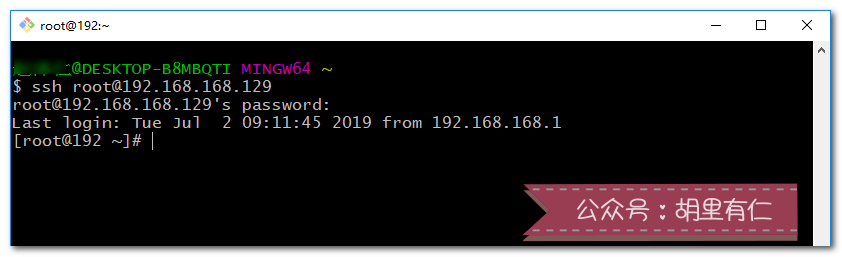 root@192:~
@DESKTOP-B8MBQTI MINGW64 ~
$ ssh root@192.168.168.129
root@192.168.168.129's password:
Last login: Tue Jul  2 09:11:45 2019 from 192.168.168.1
[root@192 ~]#
公众号：胡里有仁